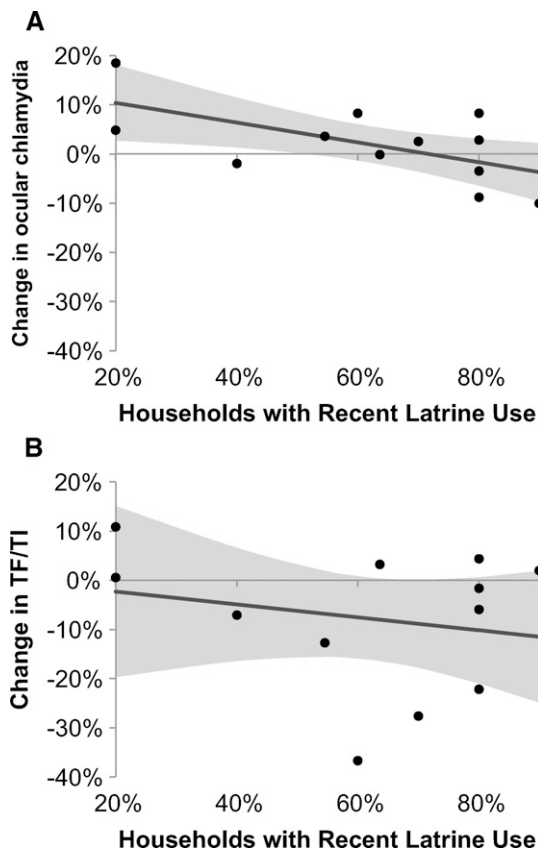 A
Change in ocular chlamydia
20%
10%
0%
-10%
-20%
-30%
-40%
20% 40% 60% 80%
Households with Recent Latrine Use
B
Change in TF/TI
20%
10%
0%
-10%
-20%
-30%
-40%
20% 40% 60% 80%
Households with Recent Latrine Use